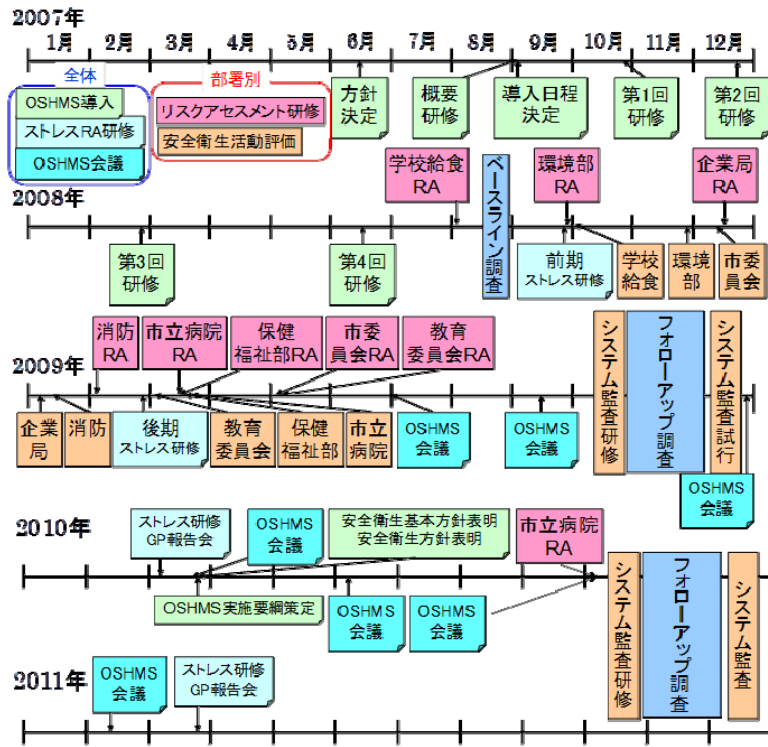 2007年
1月 2月 3月 4月 5月 6月 7月 8月 9月 10月 11月 12月
全体
OSHMS導入
ストレスRA研修
OSHMS会議
部署別
リスクアセスメント研修
安全衛生活動評価
方針
決定
概要
研修
導入日程
決定
第1回
研修
第2回
研修
2008年
学校給食
RA
ベースライン調査
環境部
RA
企業局
RA
第3回
研修
第4回
研修
前期
ストレス研修
学校
給食
環境
部
市委
員会
2009年
消防
RA
市立病院
RA
保健
福祉部RA
市委
員会RA
教育
委員会RA
システム監査研修
フォローアップ調査
システム監査試行
企業
局
消防
後期
ストレス研修
教育
委員会
保健
福祉部
市立
病院
OSHMS
会議
OSHMS
会議
OSHMS
会議
2010年
ストレス研修
GP報告会
OSHMS
会議
安全衛生基本方針表明
安全衛生方針表明
市立病院
RA
システム監査研修
フォローアップ調査
システム監査
OSHMS実施要綱策定
OSHMS
会議
OSHMS
会議
2011年
OSHMS
会議
ストレス研修
GP報告会